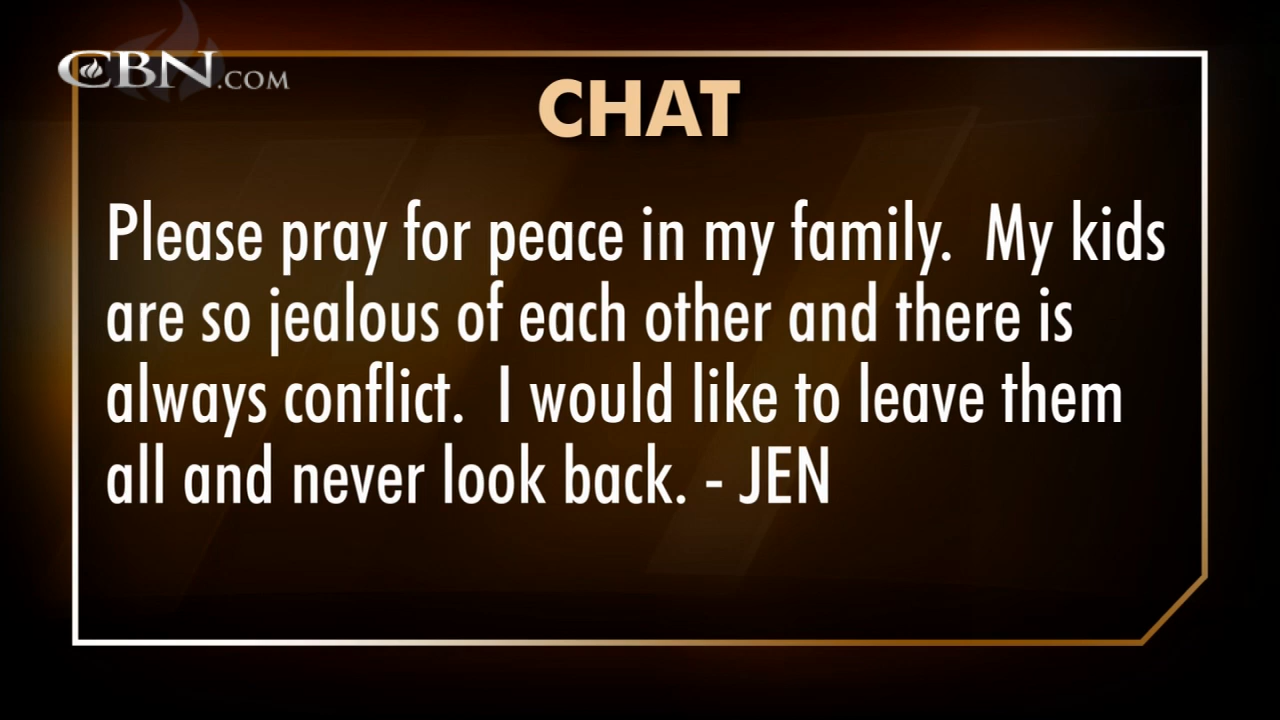 CBN.COM
CHAT
Please pray for peace in my family.  My kids
are so jealous of each other and there is
always conflict.  I would like to leave them
all and never look back. - JEN